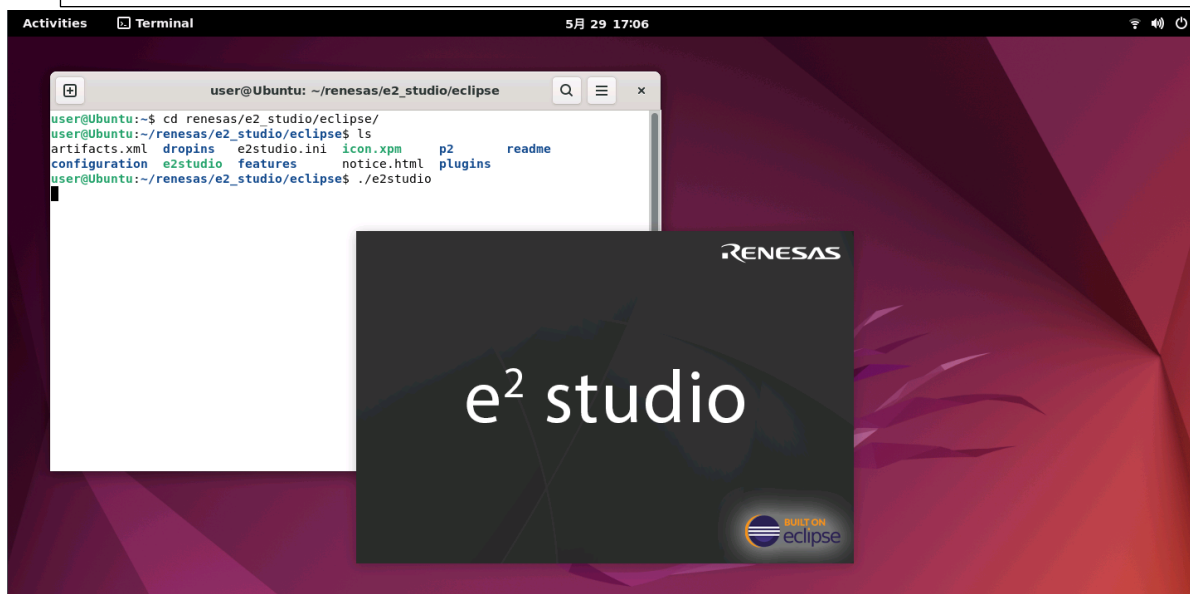 Activities Terminal 5月 29 17:06
user@Ubuntu: ~/renesas/e2_studio/eclipse
user@Ubuntu:~$ cd renesas/e2_studio/eclipse/
user@Ubuntu:~/renesas/e2_studio/eclipse$ ls
artifacts.xml dropins e2studio.ini icon.xpm p2 readme
configuration e2studio features notice.html plugins
user@Ubuntu:~/renesas/e2_studio/eclipse$ ./e2studio
RENESAS
e² studio
BUILT ON
eclipse